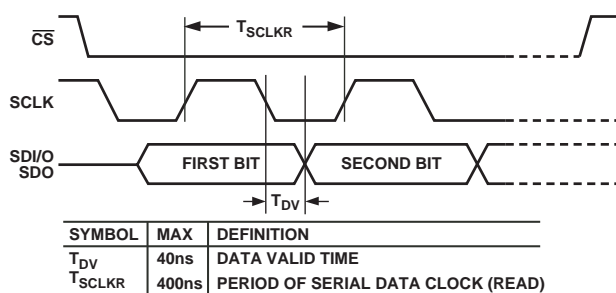 CS
T_SCLKR
SCLK
SDI/O
SDO
FIRST BIT
SECOND BIT
T_DV
SYMBOL MAX DEFINITION
T_DV 40ns DATA VALID TIME
T_SCLKR 400ns PERIOD OF SERIAL DATA CLOCK (READ)